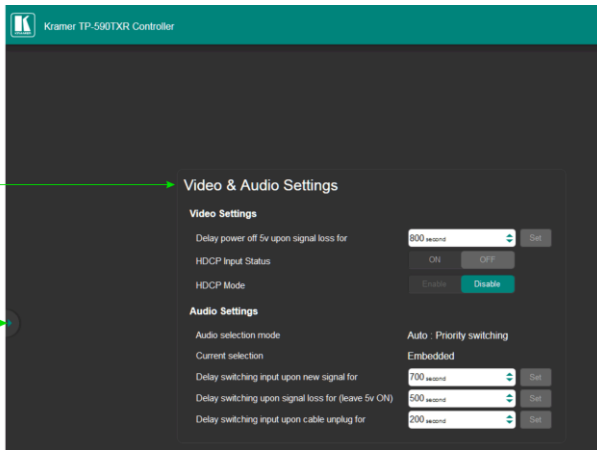 Kramer TP-590TXR Controller
Video & Audio Settings
Video Settings
Delay power off 5v upon signal loss for 800 second Set
HDCP Input Status ON OFF
HDCP Mode Enable Disable
Audio Settings
Audio selection mode Auto : Priority switching
Current selection Embedded
Delay switching input upon new signal for 700 second Set
Delay switching upon signal loss for (leave 5v ON) 500 second Set
Delay switching input upon cable unplug for 200 second Set